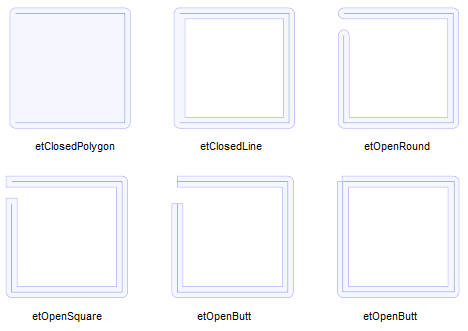 etClosedPolygon
etClosedLine
etOpenRound
etOpenSquare
etOpenButt
etOpenButt